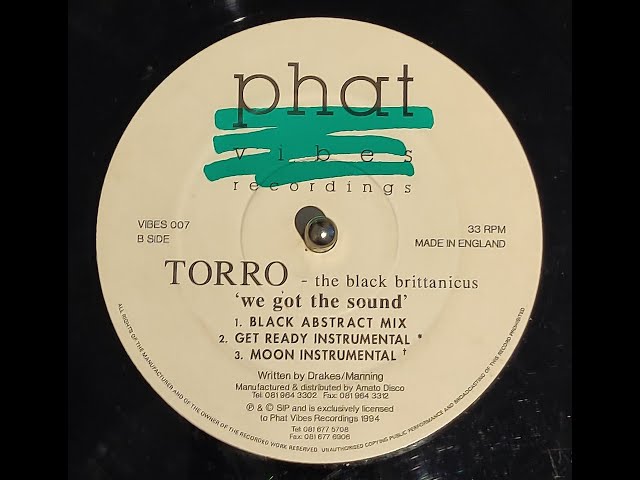 phat
vibes
recordings
VIBES 007
B SIDE
33 RPM
MADE IN ENGLAND
TORRO - the black brittanicus
'we got the sound'
1. BLACK ABSTRACT MIX
2. GET READY INSTRUMENTAL *
3. MOON INSTRUMENTAL †
Written by Drakes/Manning
Manufactured & distributed by Amato Disco
Tel 081 964 3302 Fax: 081 964 3312
℗ & © SIP and is exclusively licensed
to Phat Vibes Recordings 1994
Tel 081 677 5708
Fax: 081 677 6906
ALL RIGHTS OF THE MANUFACTURER AND OF THE OWNER OF THE RECORDED WORK RESERVED. UNAUTHORISED COPYING PUBLIC PERFORMANCE AND BROADCASTING OF THIS RECORD PROHIBITED